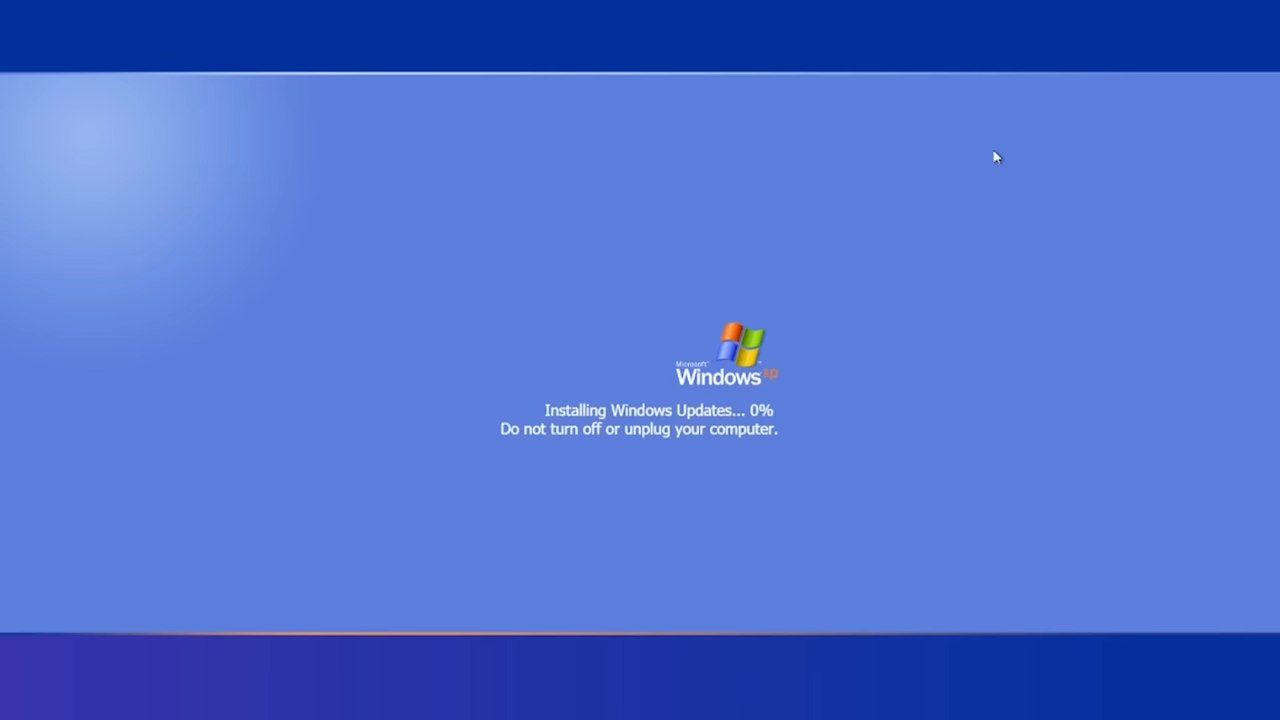 Microsoft®
Windows xp
Installing Windows Updates... 0%
Do not turn off or unplug your computer.